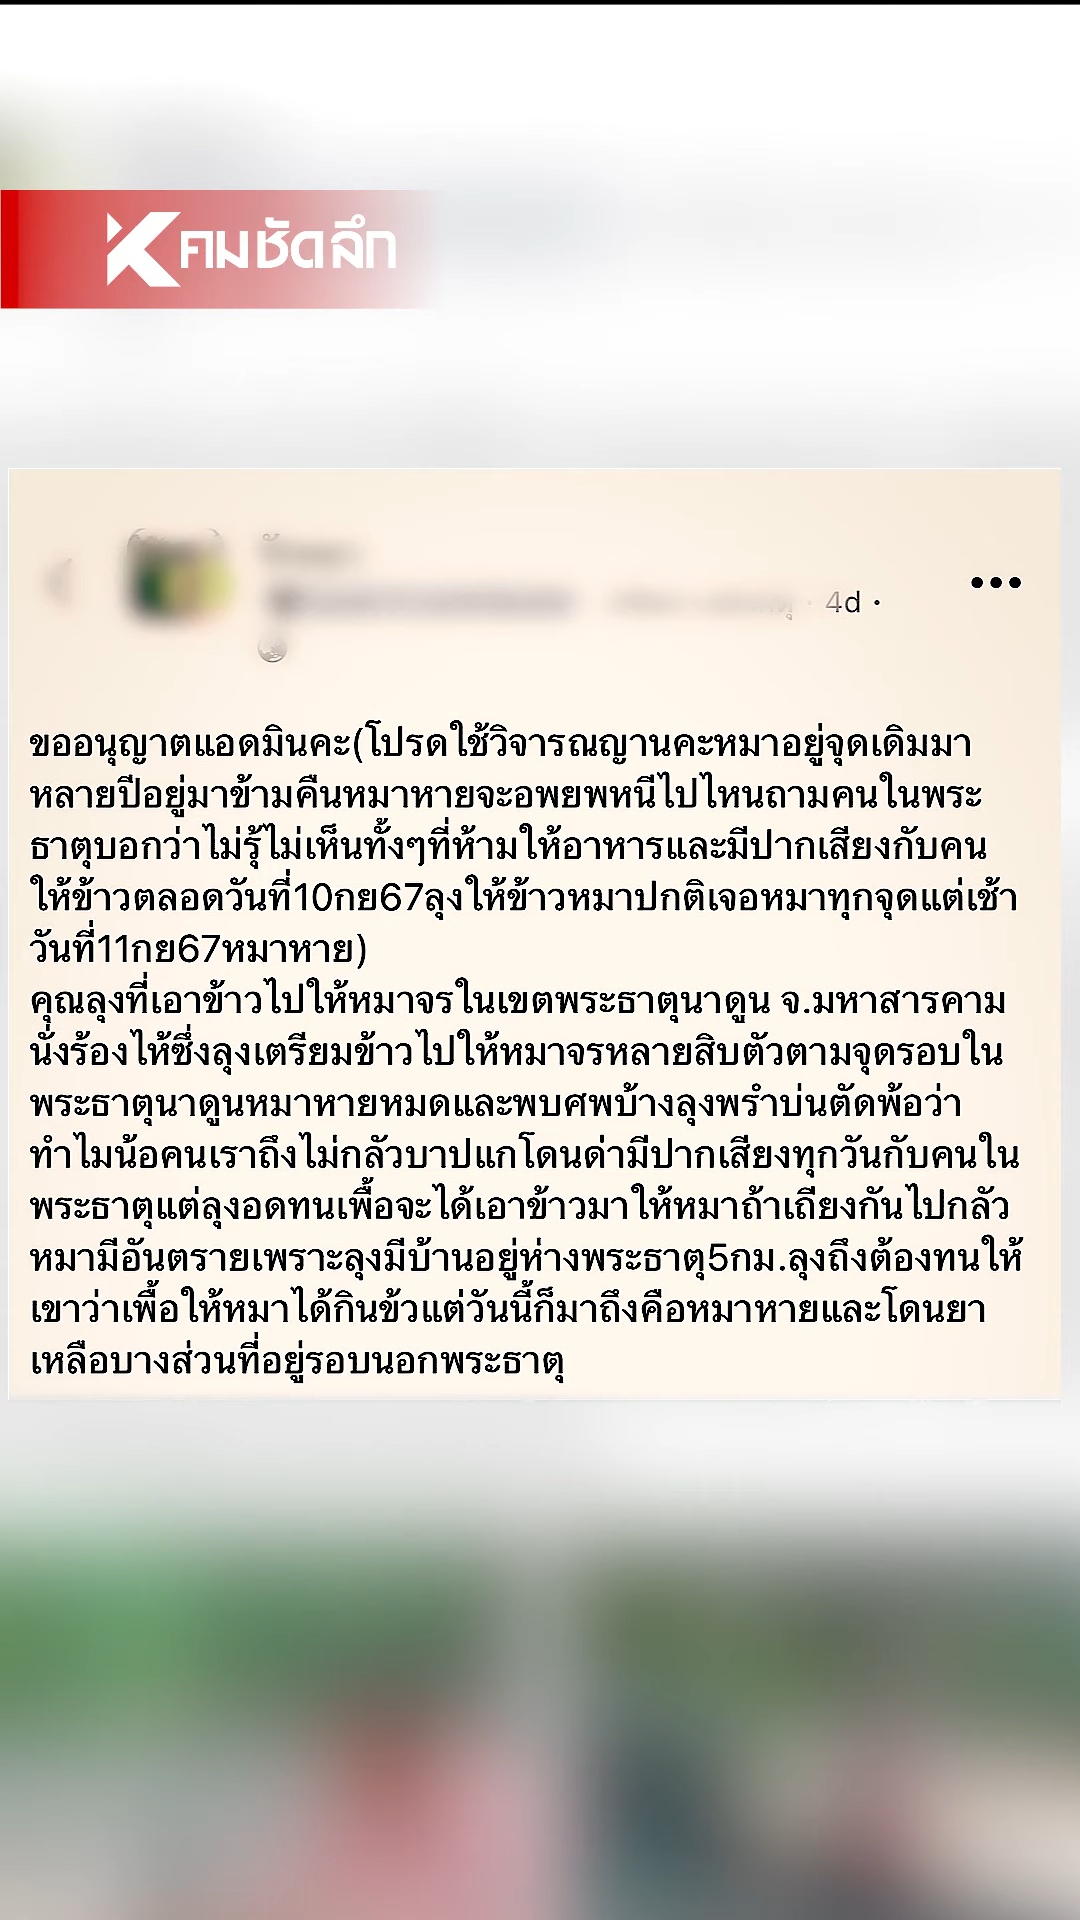 คมชัดลึก
4d ·
ขออนุญาตแอดมินคะ(โปรดใช้วิจารณญานคะหมาอยู่จุดเดิมมา
หลายปีอยู่มาข้ามคืนหมาหายจะอพยพหนีไปไหนถามคนในพระ
ธาตุบอกว่าไม่รู้ไม่เห็นทั้งๆที่ห้ามให้อาหารและมีปากเสียงกับคน
ให้ข้าวตลอดวันที่10กย67ลุงให้ข้าวหมาปกติเจอหมาทุกจุดแต่เช้า
วันที่11กย67หมาหาย)
คุณลุงที่เอาข้าวไปให้หมาจรในเขตพระธาตุนาดูน จ.มหาสารคาม
นั่งร้องไห้ซึ่งลุงเตรียมข้าวไปให้หมาจรหลายสิบตัวตามจุดรอบใน
พระธาตุนาดูนหมาหายหมดและพบศพบ้างลุงพรำบ่นตัดพ้อว่า
ทำไมน้อคนเราถึงไม่กลัวบาปแกโดนด่ามีปากเสียงทุกวันกับคนใน
พระธาตุแต่ลุงอดทนเพื่อจะได้เอาข้าวมาให้หมาถ้าเถียงกันไปกลัว
หมามีอันตรายเพราะลุงมีบ้านอยู่ห่างพระธาตุ5กม.ลุงถึงต้องทนให้
เขาว่าเพื่อให้หมาได้กินข้วแต่วันนี้ก็มาถึงคือหมาหายและโดนยา
เหลือบางส่วนที่อยู่รอบนอกพระธาตุ